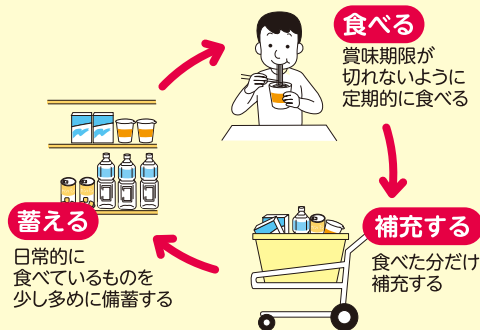 食べる
賞味期限が
切れないように
定期的に食べる
補充する
食べた分だけ
補充する
蓄える
日常的に
食べているものを
少し多めに備蓄する